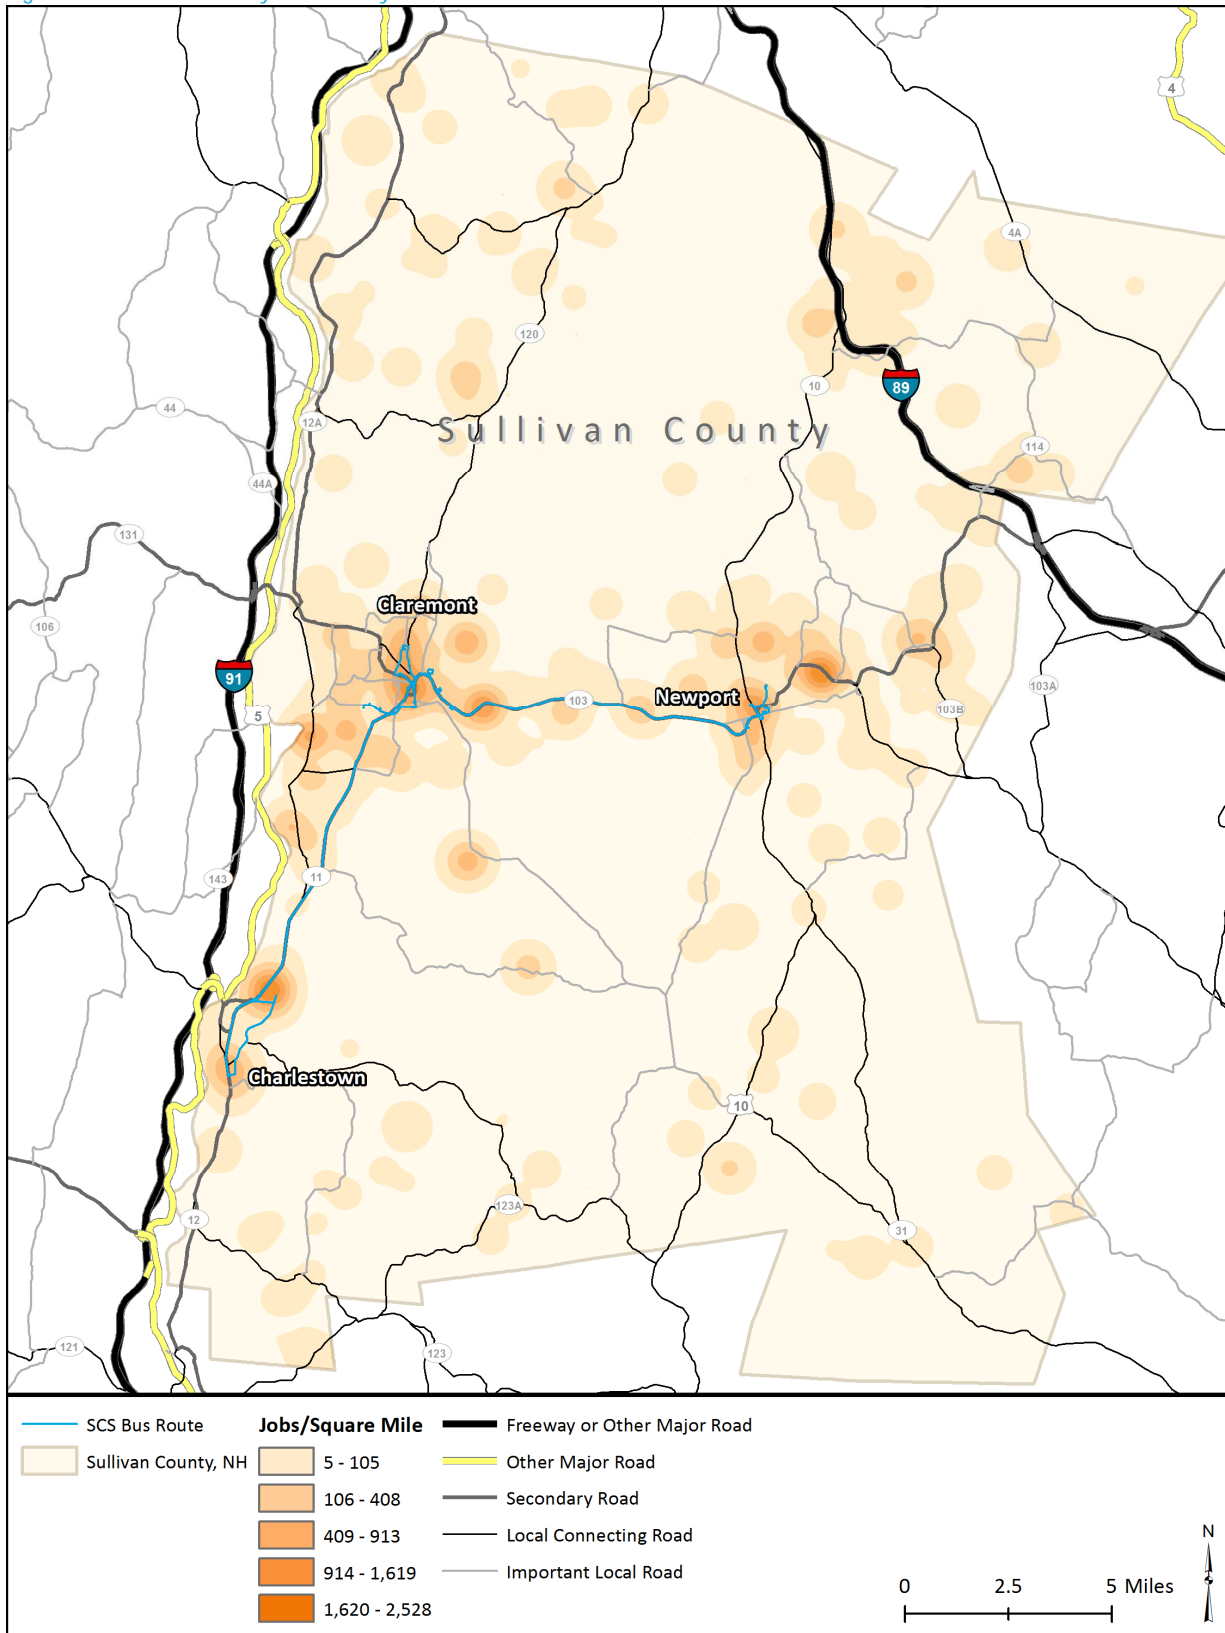 4
4A
120
10
89
Sullivan County
12A
44
114
44A
131
Claremont
106
91
103A
Newport
103
103B
5
11
143
Charlestown
10
123A
12
31
121
123
SCS Bus Route
Sullivan County, NH
Jobs/Square Mile
5 - 105
106 - 408
409 - 913
914 - 1,619
1,620 - 2,528
Freeway or Other Major Road
Other Major Road
Secondary Road
Local Connecting Road
Important Local Road
0 2.5 5 Miles
N